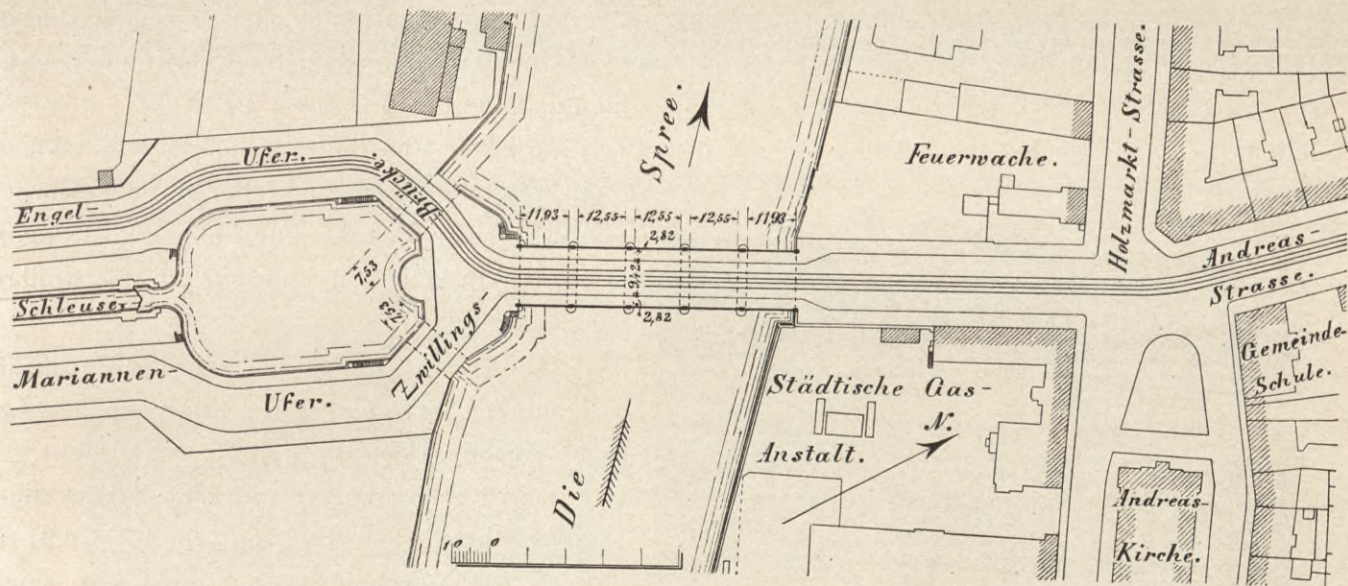 Ufer.
Engel-
Brücke.
Zwillings-
Schleuse.
Mariannen-
Ufer.
Die
Spree.
11,93 12,55 12,55 12,55 11,93
2,82
9,42
2,82
7,53
10 0
Feuerwache.
Holzmarkt-Strasse.
Andreas-
Strasse.
Gemeinde-
Schule.
Städtische Gas-
Anstalt.
N.
Andreas-
Kirche.